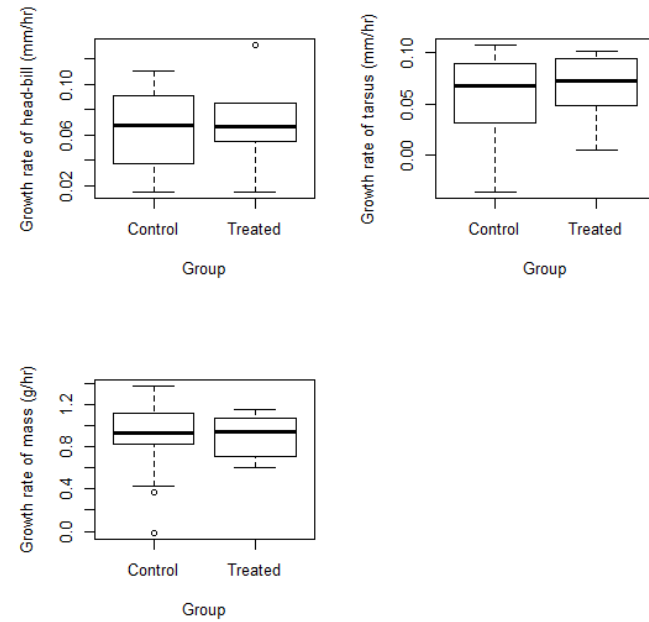 Growth rate of head-bill (mm/hr)
0.10
0.06
0.02
Control Treated
Group
Growth rate of tarsus (mm/hr)
0.10
0.05
0.00
Control Treated
Group
Growth rate of mass (g/hr)
1.2
0.8
0.4
0.0
Control Treated
Group